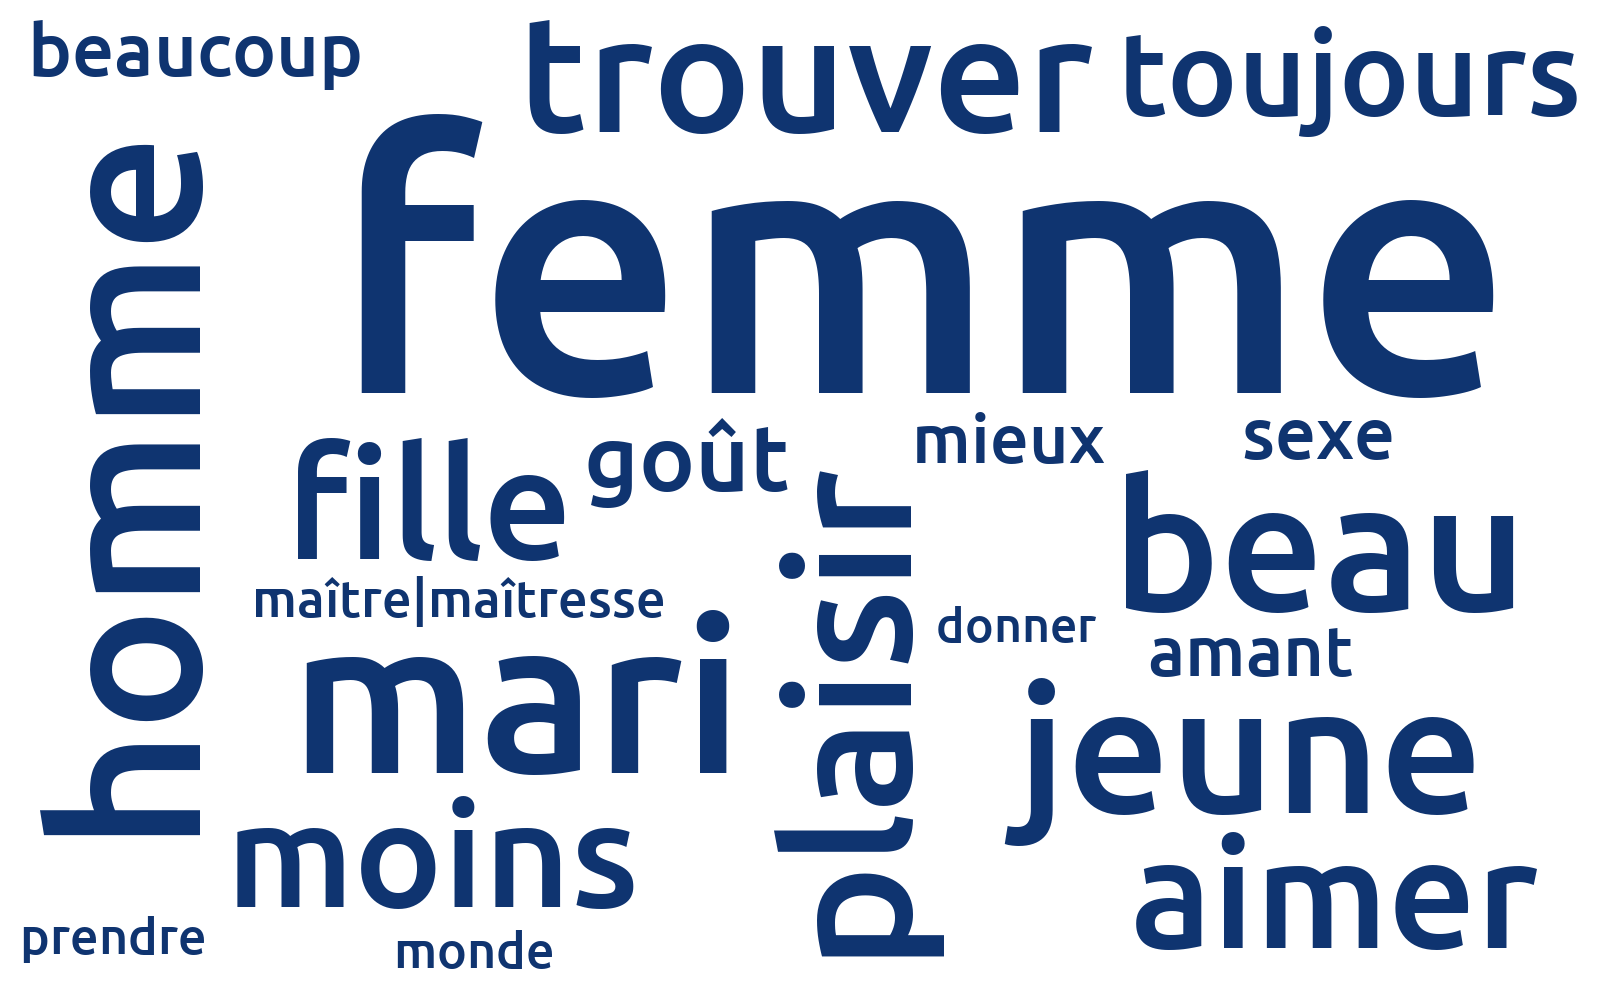 beaucoup
trouver
toujours
femme
homme
fille
goût
mieux
sexe
beau
plaisir
maître|maîtresse
donner
mari
amant
jeune
moins
aimer
prendre
monde